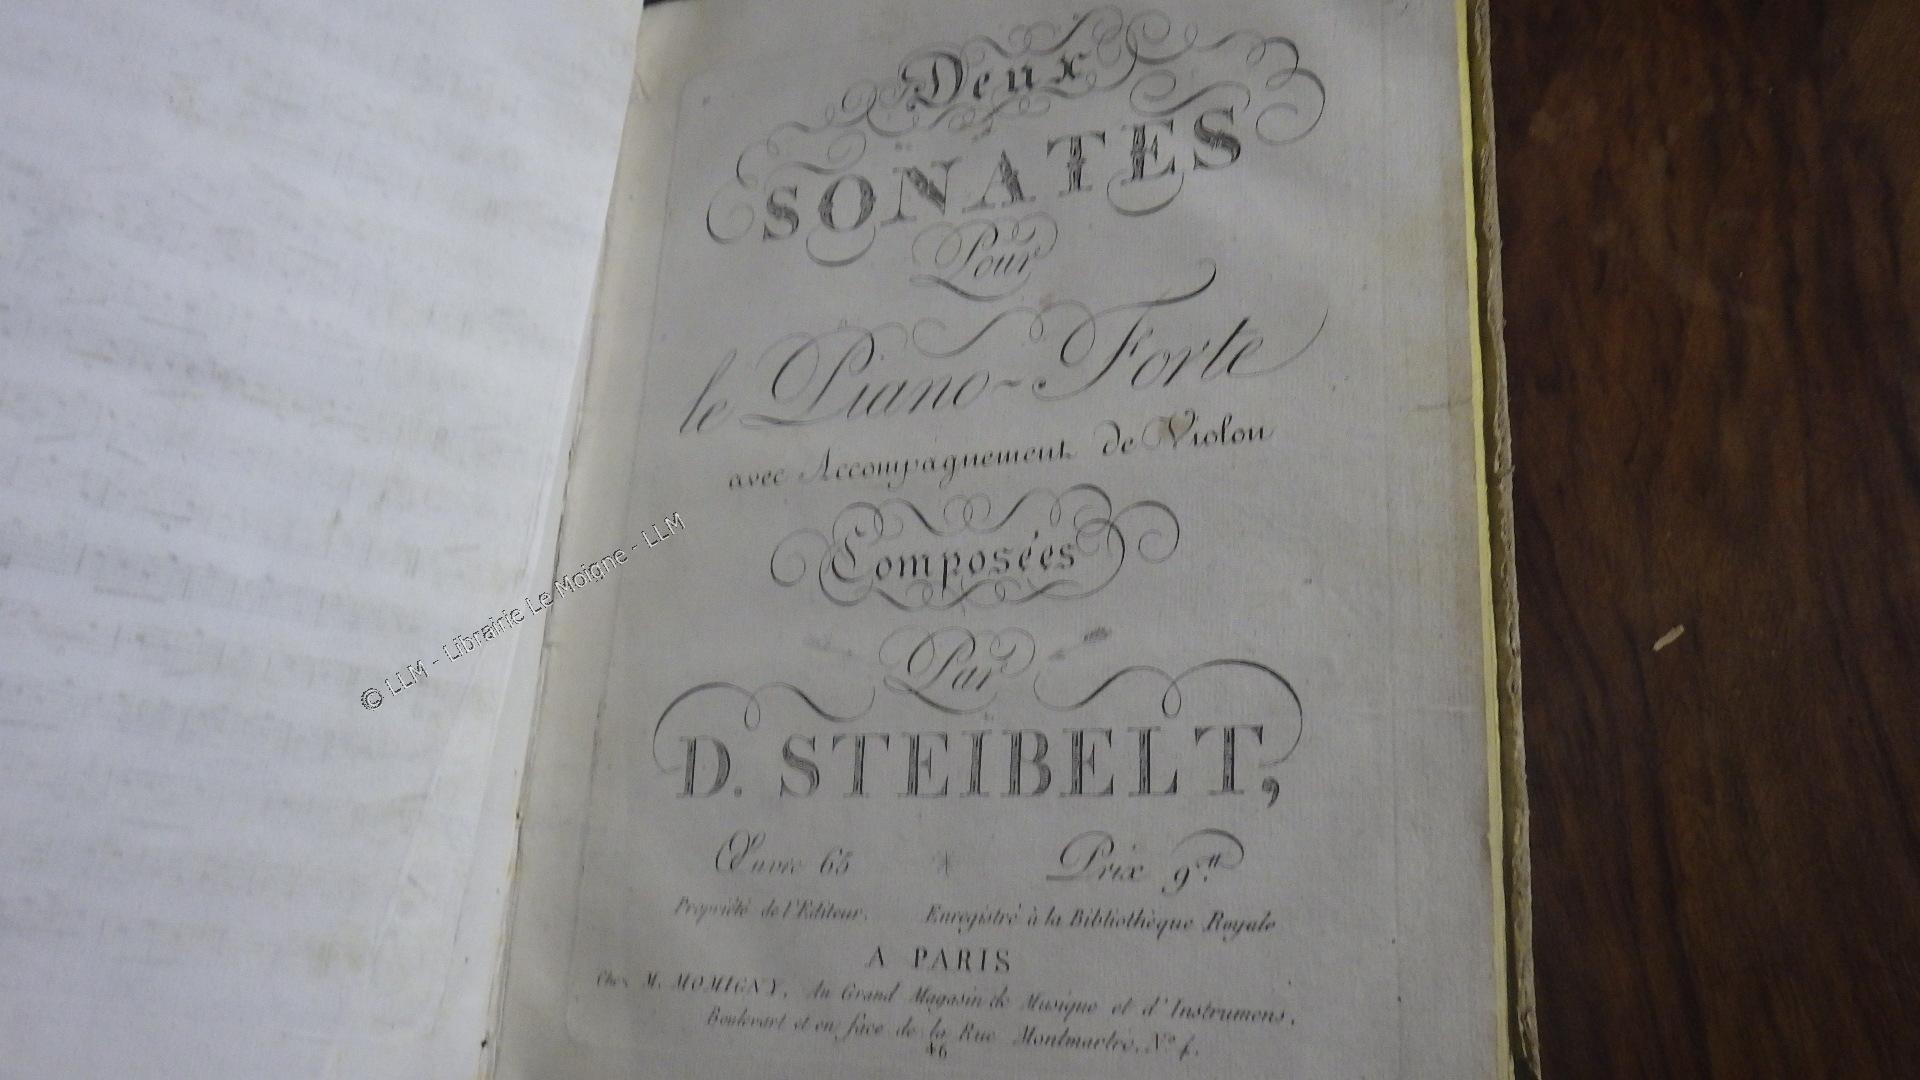 Deux
SONATES
Pour
le Piano-Forte
avec Accompagnement de Violon
Composées
Par
D. STEIBELT,
Œuvre 65 Prix 9.ᵗᵗ
Propriété de l'Editeur. Enregistré à la Bibliothèque Royale
A PARIS
Chez M. MOMIGNY, Au Grand Magasin de Musique et d'Instrumens,
Boulevart et en face de la Rue Montmartre, Nº
46
© LLM - Librairie Le Moigne - LLM